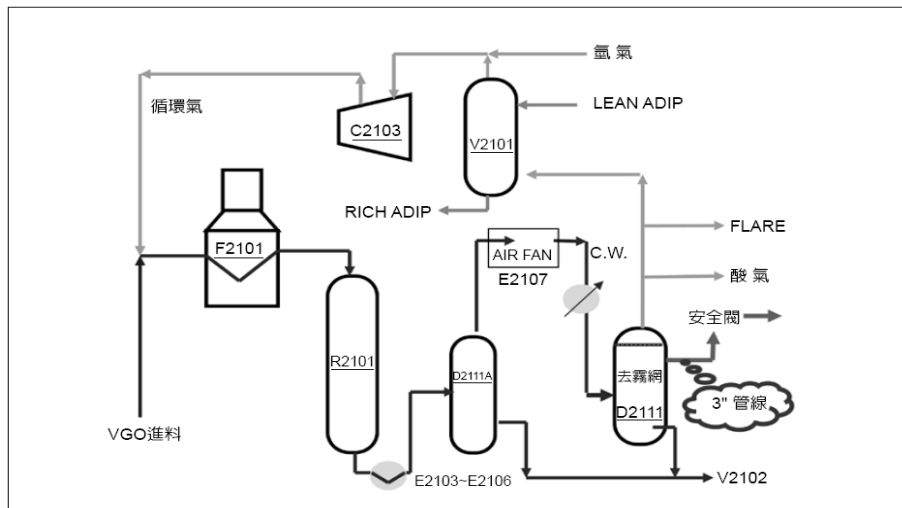 氫 氣
循環氣
C2103
LEAN ADIP
V2101
RICH ADIP
FLARE
F2101
AIR FAN
C.W.
E2107
酸 氣
安全閥
R2101
D2111A
去霧網
D2111
3" 管線
VGO進料
E2103~E2106
V2102